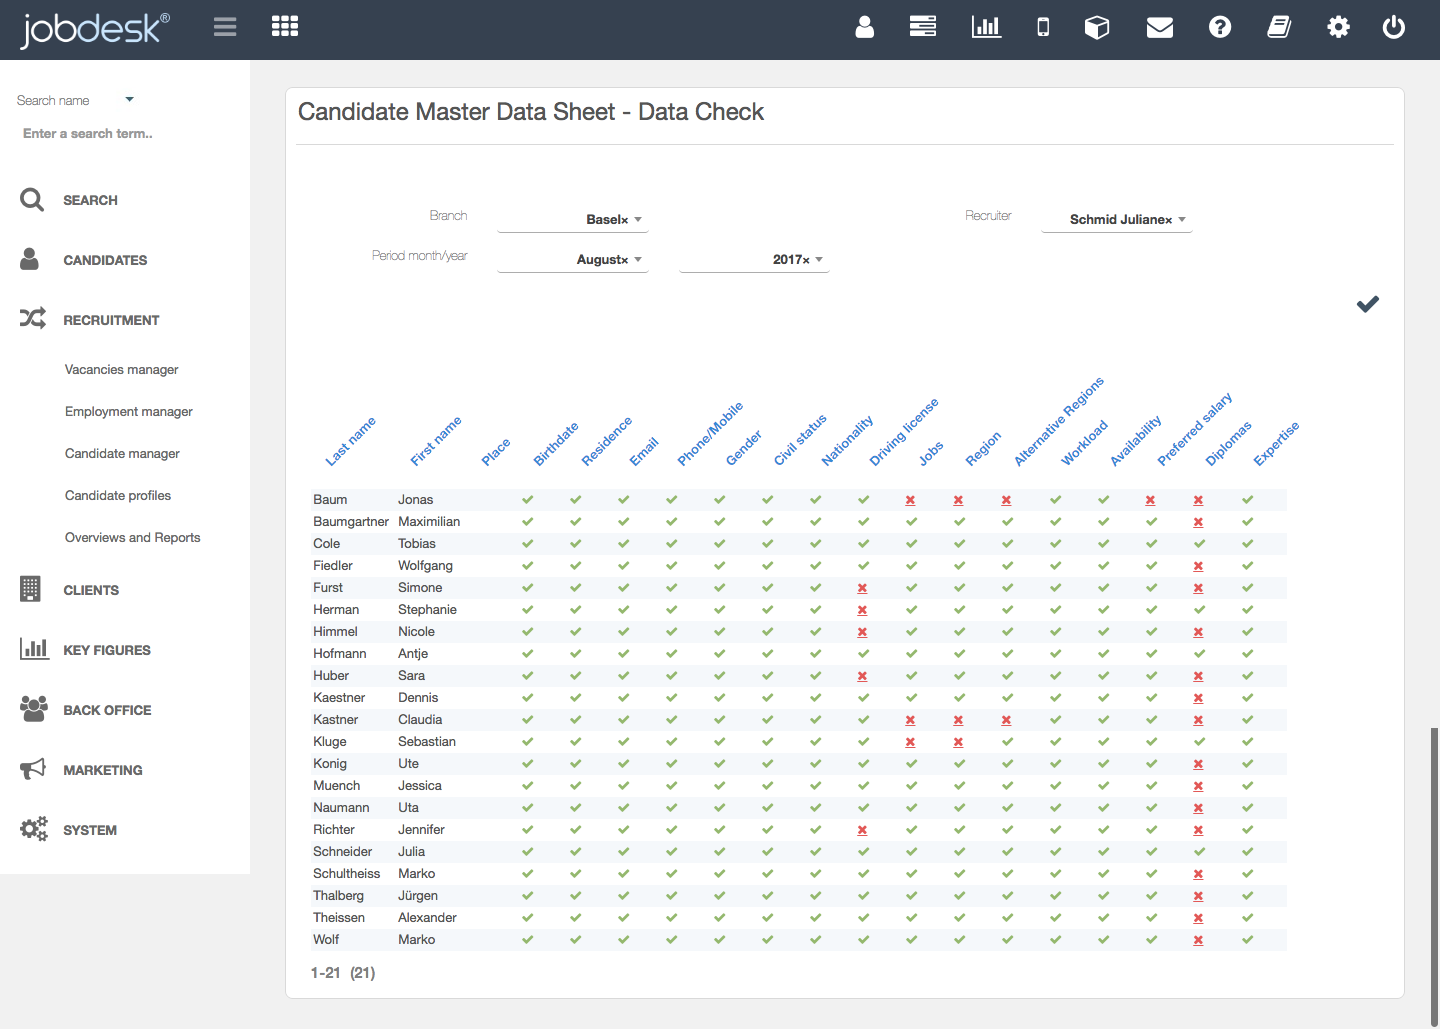 jobdesk®
Search name
Enter a search term..
SEARCH
CANDIDATES
RECRUITMENT
Vacancies manager
Employment manager
Candidate manager
Candidate profiles
Overviews and Reports
CLIENTS
KEY FIGURES
BACK OFFICE
MARKETING
SYSTEM
Candidate Master Data Sheet - Data Check
Branch Basel× Recruiter Schmid Juliane×
Period month/year August× 2017×
Last name First name Place Birthdate Residence Email Phone/Mobile Gender Civil status Nationality Driving license Jobs Region Alternative Regions Workload Availability Preferred salary Diplomas Expertise
Baum Jonas
Baumgartner Maximilian
Cole Tobias
Fiedler Wolfgang
Furst Simone
Herman Stephanie
Himmel Nicole
Hofmann Antje
Huber Sara
Kaestner Dennis
Kastner Claudia
Kluge Sebastian
Konig Ute
Muench Jessica
Naumann Uta
Richter Jennifer
Schneider Julia
Schultheiss Marko
Thalberg Jürgen
Theissen Alexander
Wolf Marko
1-21 (21)